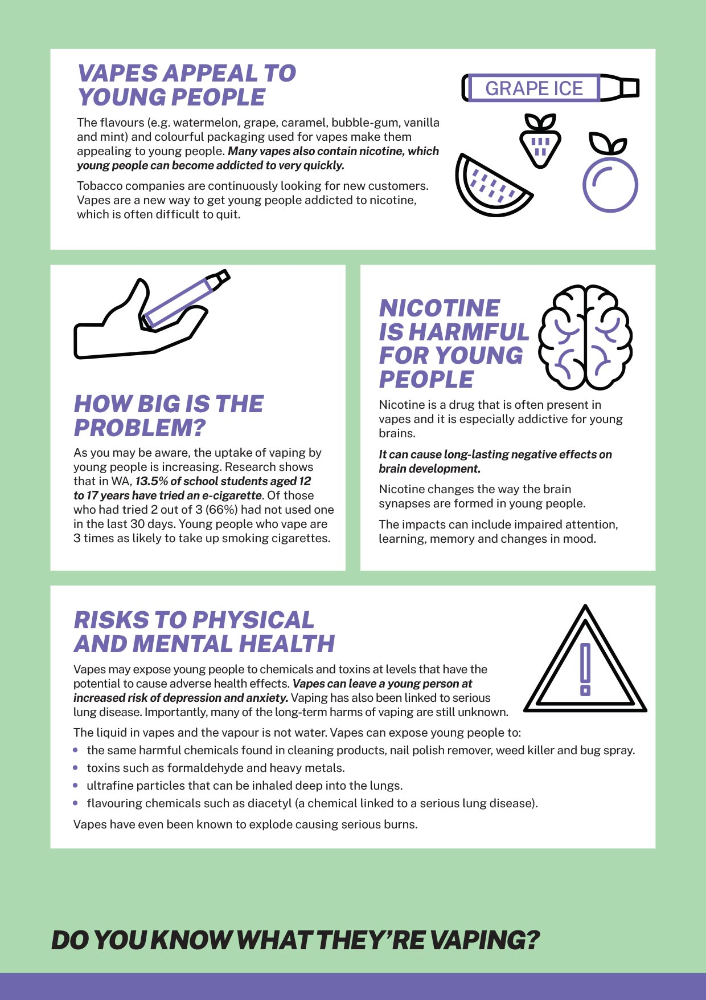 VAPES APPEAL TO
YOUNG PEOPLE
The flavours (e.g. watermelon, grape, caramel, bubble-gum, vanilla
and mint) and colourful packaging used for vapes make them
appealing to young people. Many vapes also contain nicotine, which
young people can become addicted to very quickly.
Tobacco companies are continuously looking for new customers.
Vapes are a new way to get young people addicted to nicotine,
which is often difficult to quit.
GRAPE ICE
HOW BIG IS THE
PROBLEM?
As you may be aware, the uptake of vaping by
young people is increasing. Research shows
that in WA, 13.5% of school students aged 12
to 17 years have tried an e-cigarette. Of those
who had tried 2 out of 3 (66%) had not used one
in the last 30 days. Young people who vape are
3 times as likely to take up smoking cigarettes.
NICOTINE
IS HARMFUL
FOR YOUNG
PEOPLE
Nicotine is a drug that is often present in
vapes and it is especially addictive for young
brains.
It can cause long-lasting negative effects on
brain development.
Nicotine changes the way the brain
synapses are formed in young people.
The impacts can include impaired attention,
learning, memory and changes in mood.
RISKS TO PHYSICAL
AND MENTAL HEALTH
Vapes may expose young people to chemicals and toxins at levels that have the
potential to cause adverse health effects. Vapes can leave a young person at
increased risk of depression and anxiety. Vaping has also been linked to serious
lung disease. Importantly, many of the long-term harms of vaping are still unknown.
The liquid in vapes and the vapour is not water. Vapes can expose young people to:
• the same harmful chemicals found in cleaning products, nail polish remover, weed killer and bug spray.
• toxins such as formaldehyde and heavy metals.
• ultrafine particles that can be inhaled deep into the lungs.
• flavouring chemicals such as diacetyl (a chemical linked to a serious lung disease).
Vapes have even been known to explode causing serious burns.
DO YOU KNOW WHAT THEY'RE VAPING?